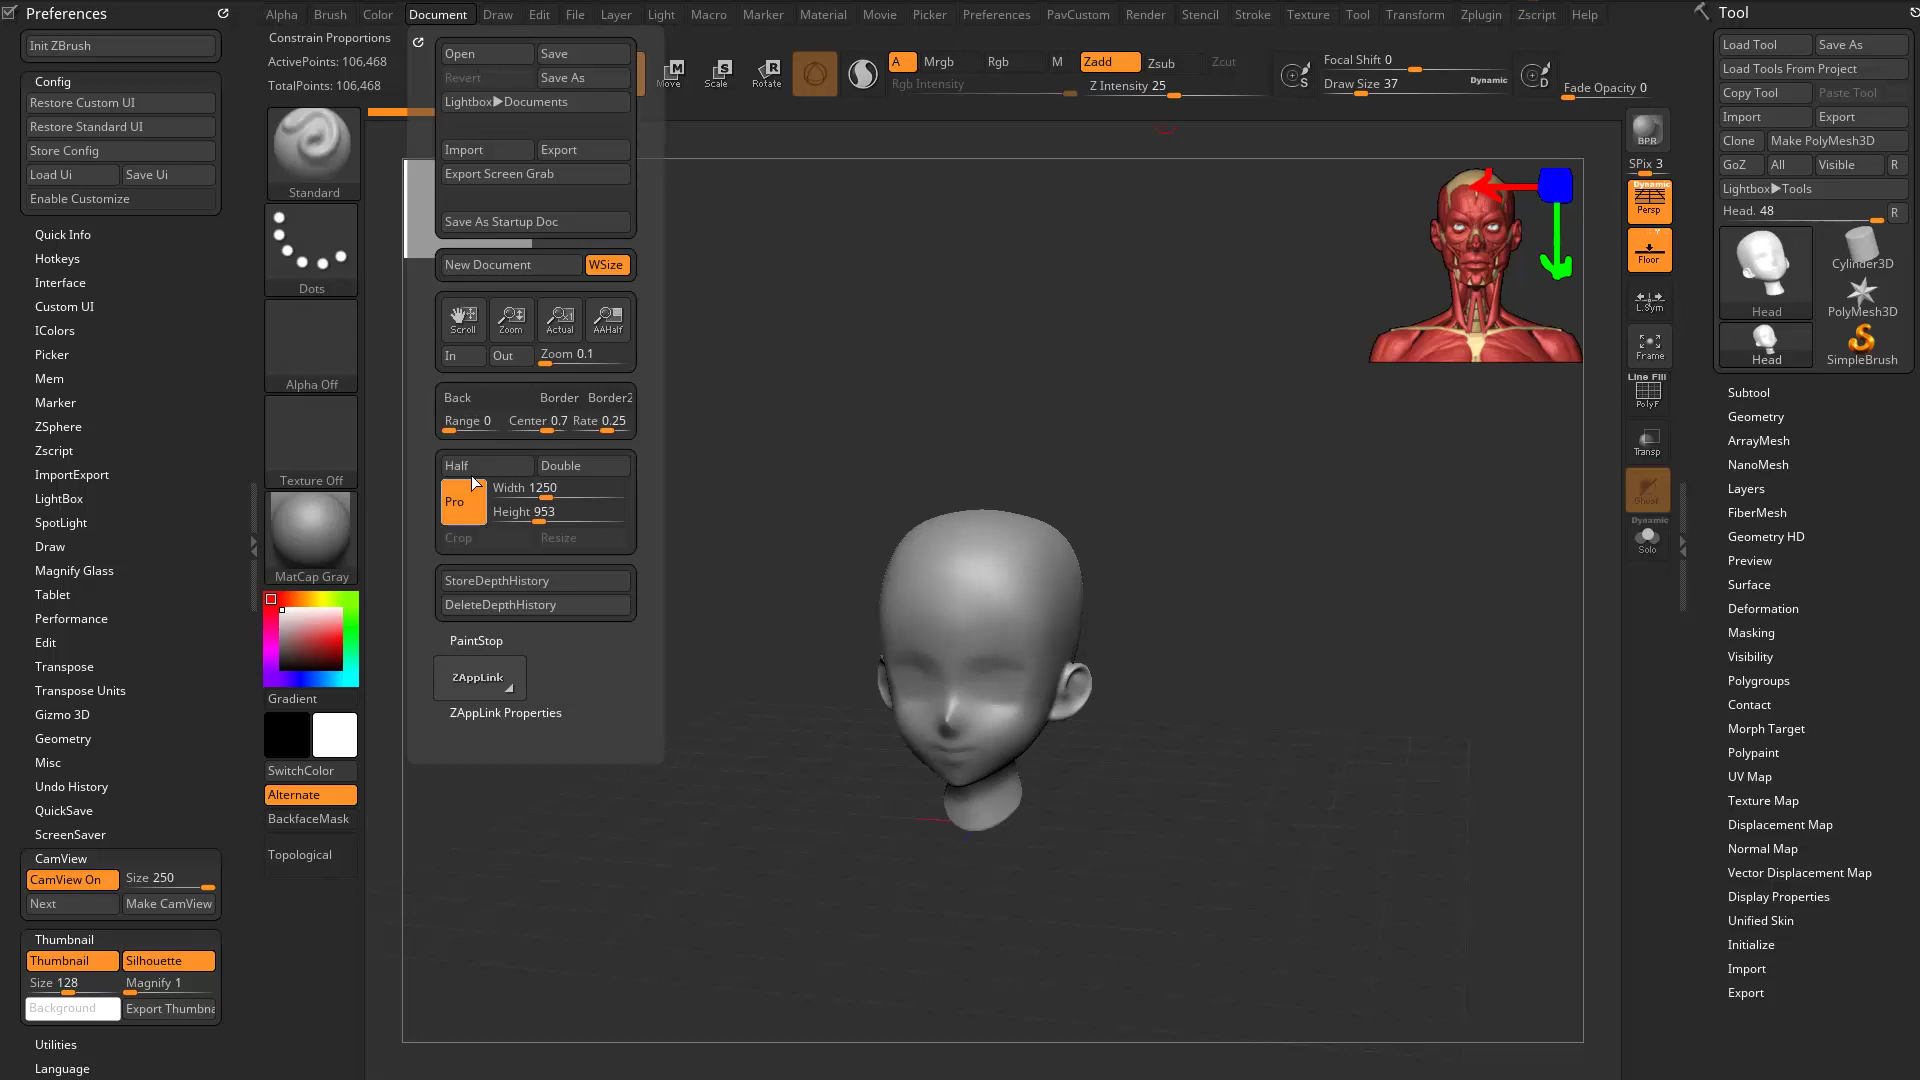 Preferences
Init ZBrush
Config
Restore Custom UI
Restore Standard UI
Store Config
Load Ui Save Ui
Enable Customize
Quick Info
Hotkeys
Interface
Custom UI
IColors
Picker
Mem
Marker
ZSphere
Zscript
ImportExport
LightBox
SpotLight
Draw
Magnify Glass
Tablet
Performance
Edit
Transpose
Transpose Units
Gizmo 3D
Geometry
Misc
Undo History
QuickSave
ScreenSaver
CamView
CamView On Size 250
Next Make CamView
Thumbnail
Thumbnail Silhouette
Size 128 Magnify 1
Background Export Thumbna
Utilities
Language
Alpha Brush Color Document Draw Edit File Layer Light Macro Marker Material Movie Picker Preferences PavCustom Render Stencil Stroke Texture Tool Transform Zplugin Zscript Help
Constrain Proportions
ActivePoints: 106,468
TotalPoints: 106,468
Standard
Dots
Alpha Off
Texture Off
MatCap Gray
Gradient
SwitchColor
Alternate
BackfaceMask
Topological
Open Save
Revert Save As
Lightbox▶Documents
Import Export
Export Screen Grab
Save As Startup Doc
New Document WSize
Scroll Zoom Actual AAHalf
In Out Zoom 0.1
Back Border Border2
Range 0 Center 0.7 Rate 0.25
Half Double
Pro Width 1250
Height 953
Crop Resize
StoreDepthHistory
DeleteDepthHistory
PaintStop
ZAppLink
ZAppLink Properties
M S R
Move Scale Rotate
A Mrgb Rgb M Zadd Zsub Zcut
Rgb Intensity Z Intensity 25
S
Focal Shift 0
Draw Size 37 Dynamic
D
Fade Opacity 0
BPR
SPix 3
Dynamic
Persp
Floor
L.Sym
Frame
Line Fill
PolyF
Transp
Ghost
Dynamic
Solo
Tool
Load Tool Save As
Load Tools From Project
Copy Tool Paste Tool
Import Export
Clone Make PolyMesh3D
GoZ All Visible R
Lightbox▶Tools
Head. 48 R
Head Cylinder3D
PolyMesh3D
Head SimpleBrush
Subtool
Geometry
ArrayMesh
NanoMesh
Layers
FiberMesh
Geometry HD
Preview
Surface
Deformation
Masking
Visibility
Polygroups
Contact
Morph Target
Polypaint
UV Map
Texture Map
Displacement Map
Normal Map
Vector Displacement Map
Display Properties
Unified Skin
Initialize
Import
Export